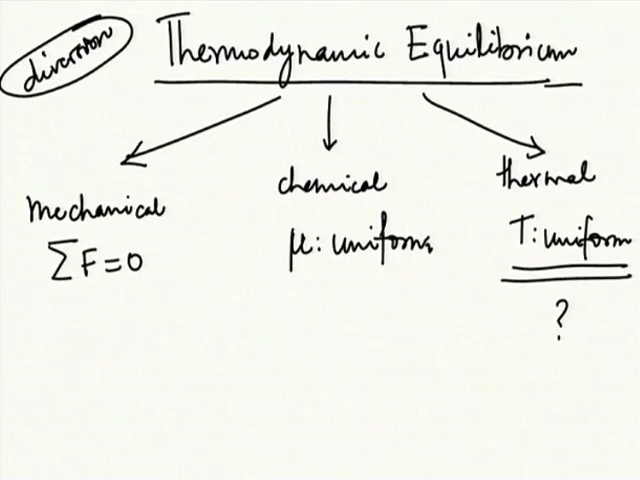 diversion
Thermodynamic Equilibrium
mechanical
ΣF=0
chemical
μ: uniform
thermal
T: uniform
?